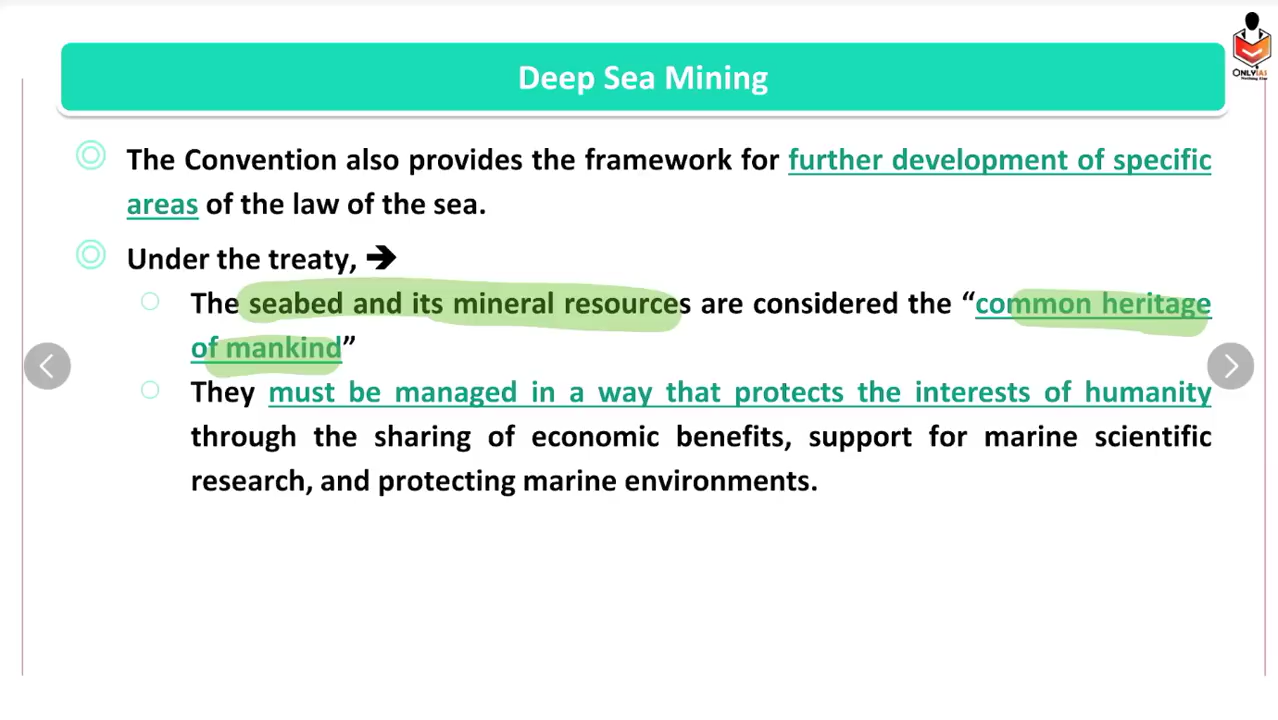 ONLYIAS
Deep Sea Mining
The Convention also provides the framework for further development of specific
areas of the law of the sea.
Under the treaty, ➔
The seabed and its mineral resources are considered the “common heritage
of mankind”
They must be managed in a way that protects the interests of humanity
through the sharing of economic benefits, support for marine scientific
research, and protecting marine environments.